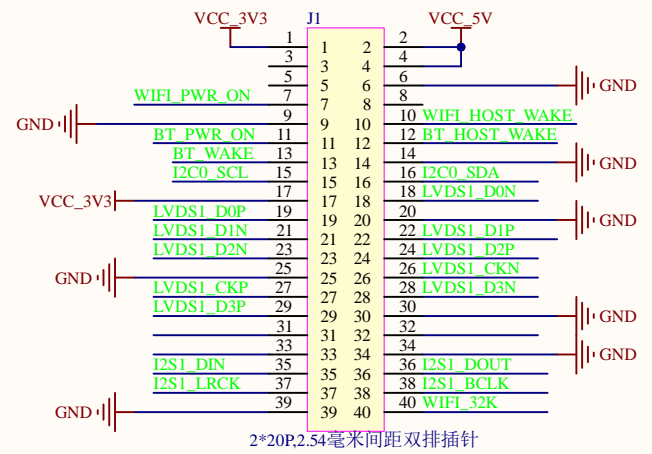 VCC_3V3 J1 VCC_5V
1 1 2 2
3 3 4 4
5 5 6 6 GND
WIFI_PWR_ON 7 7 8 8
GND 9 9 10 10 WIFI_HOST_WAKE
BT_PWR_ON 11 11 12 12 BT_HOST_WAKE
BT_WAKE 13 13 14 14 GND
I2C0_SCL 15 15 16 16 I2C0_SDA
VCC_3V3 17 17 18 18 LVDS1_D0N
LVDS1_D0P 19 19 20 20 GND
LVDS1_D1N 21 21 22 22 LVDS1_D1P
LVDS1_D2N 23 23 24 24 LVDS1_D2P
GND 25 25 26 26 LVDS1_CKN
LVDS1_CKP 27 27 28 28 LVDS1_D3N
LVDS1_D3P 29 29 30 30 GND
31 31 32 32
33 33 34 34 GND
I2S1_DIN 35 35 36 36 I2S1_DOUT
I2S1_LRCK 37 37 38 38 I2S1_BCLK
GND 39 39 40 40 WIFI_32K
2*20P,2.54毫米间距双排插针